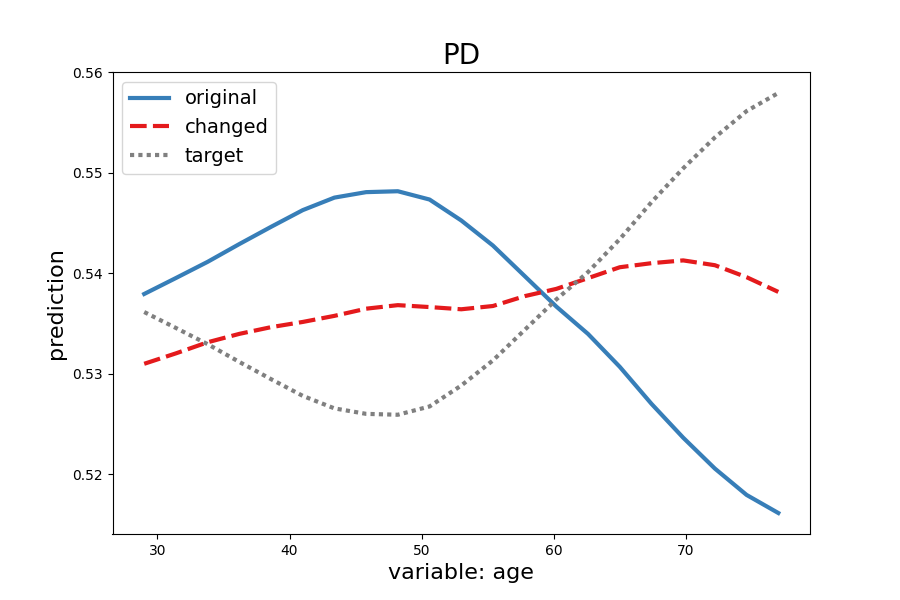 PD
original
changed
target
prediction
0.56
0.55
0.54
0.53
0.52
30 40 50 60 70
variable: age